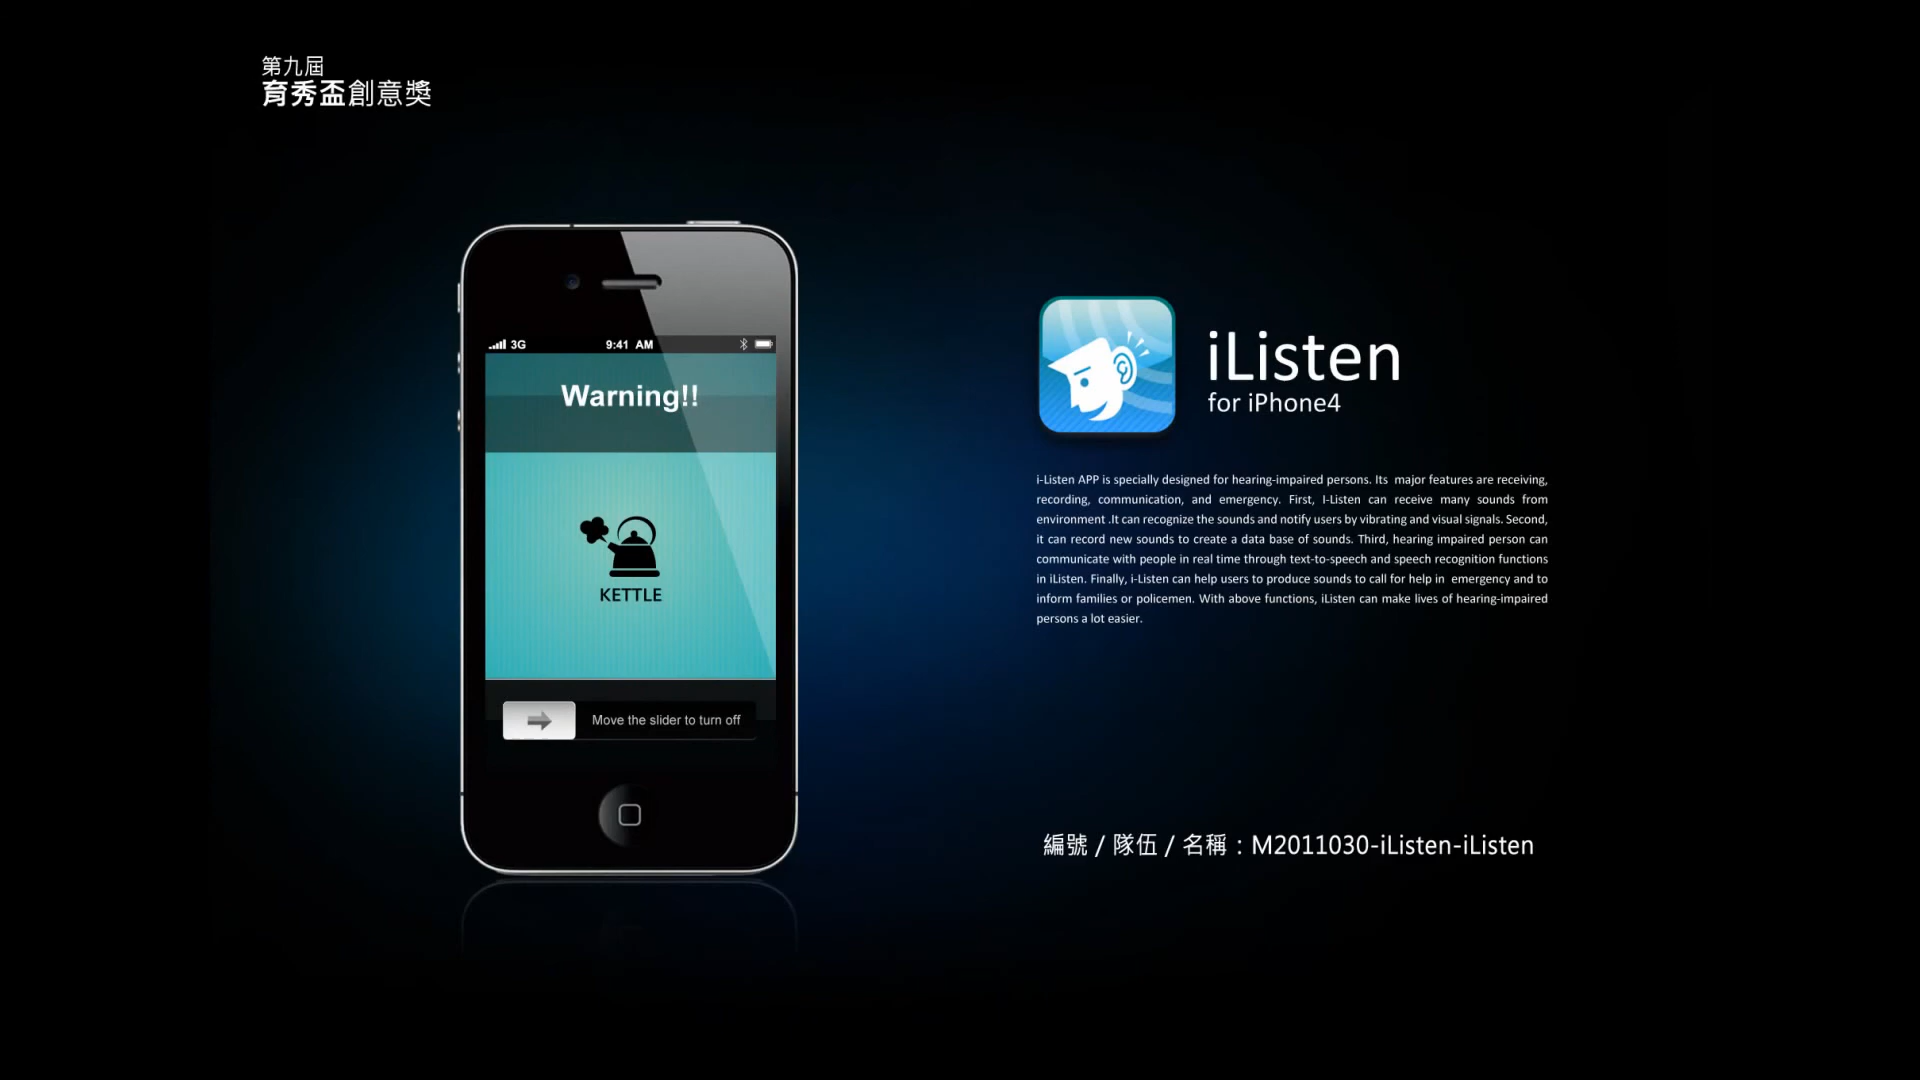 第九屆
育秀盃創意獎
3G 9:41 AM
Warning!!
KETTLE
Move the slider to turn off
iListen
for iPhone4
i-Listen APP is specially designed for hearing-impaired persons. Its major features are receiving,
recording, communication, and emergency. First, I-Listen can receive many sounds from
environment .It can recognize the sounds and notify users by vibrating and visual signals. Second,
it can record new sounds to create a data base of sounds. Third, hearing impaired person can
communicate with people in real time through text-to-speech and speech recognition functions
in iListen. Finally, i-Listen can help users to produce sounds to call for help in emergency and to
inform families or policemen. With above functions, iListen can make lives of hearing-impaired
persons a lot easier.
編號 / 隊伍 / 名稱：M2011030-iListen-iListen